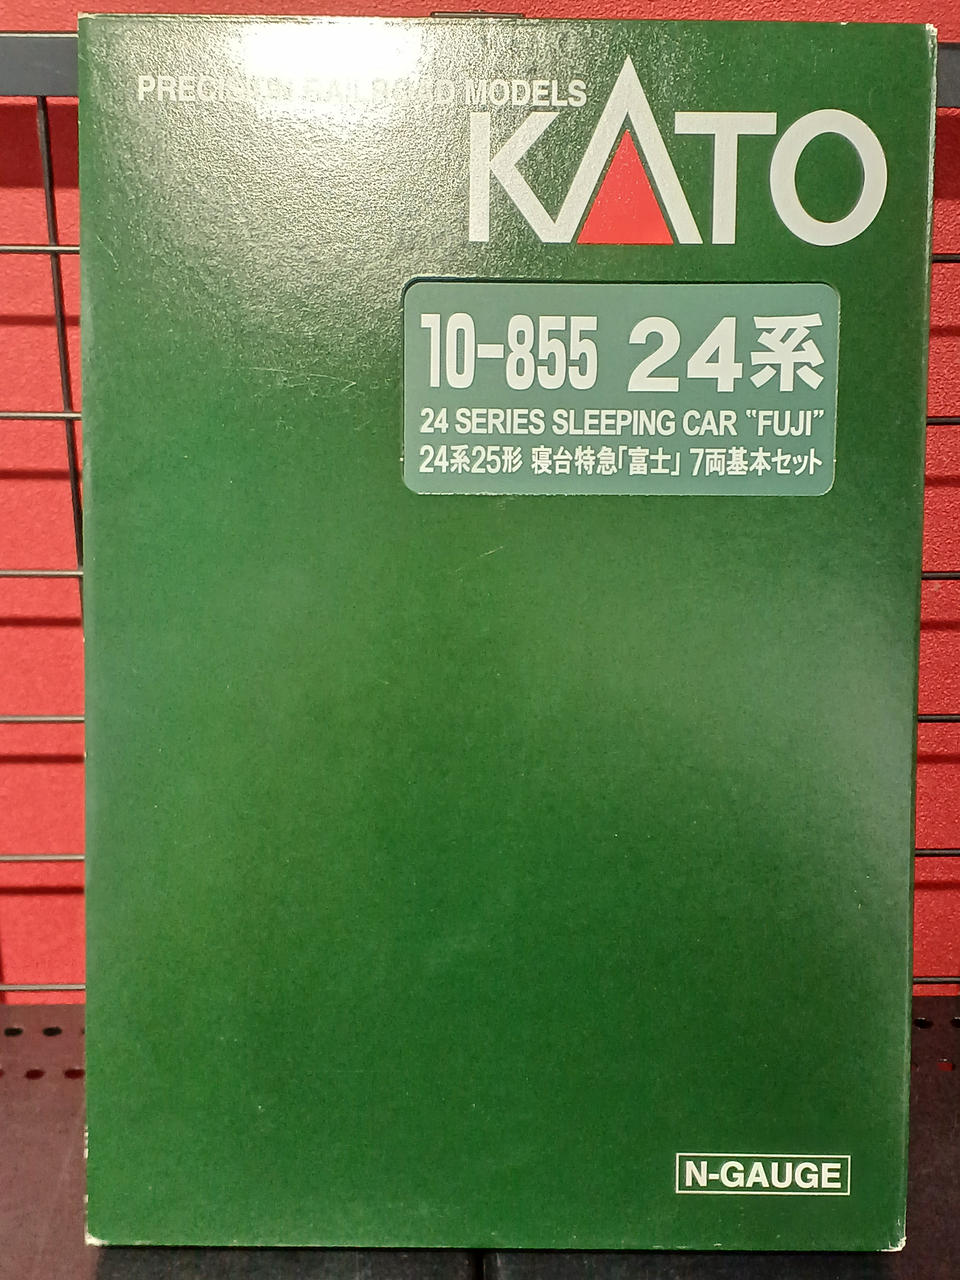 PRECISION RAILROAD MODELS
KATO
10-855 24系
24 SERIES SLEEPING CAR "FUJI"
24系25形 寝台特急「富士」 7両基本セット
N-GAUGE